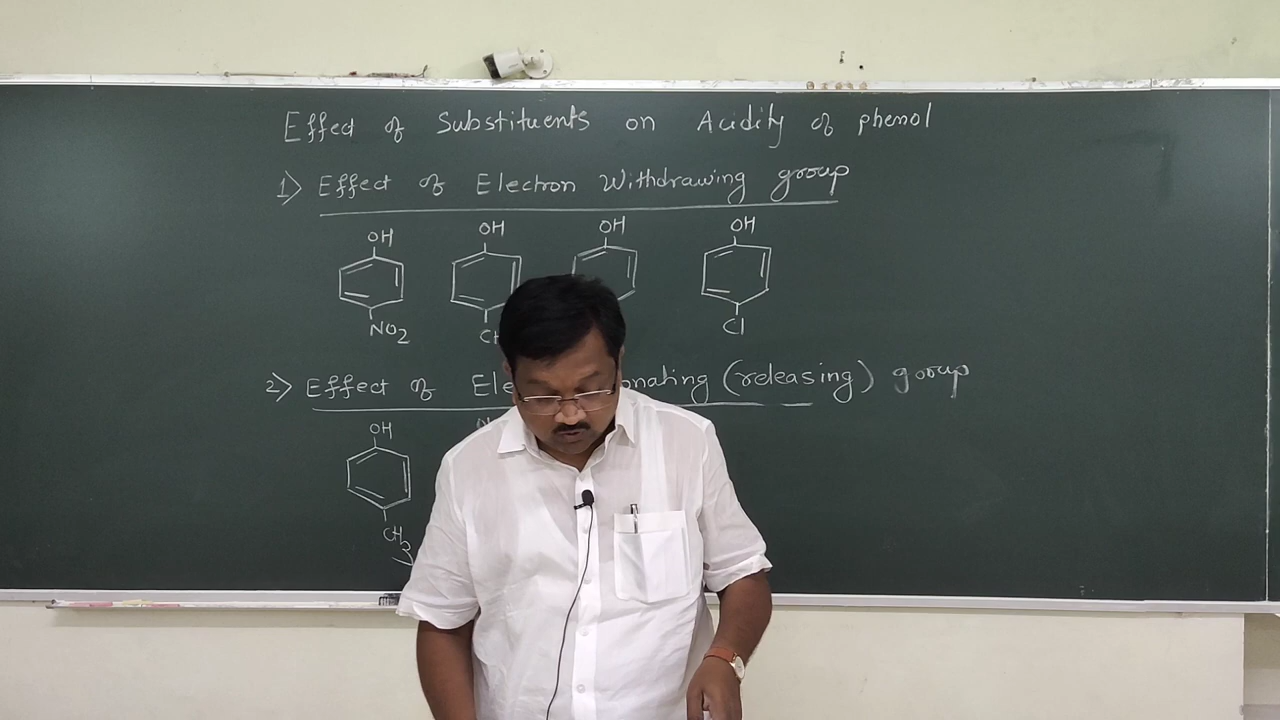 Effect of Substituents on Acidity of phenol
1) Effect of Electron Withdrawing group
OH OH OH OH
NO2 Cl
2) Effect of (releasing) group
OH
CH3